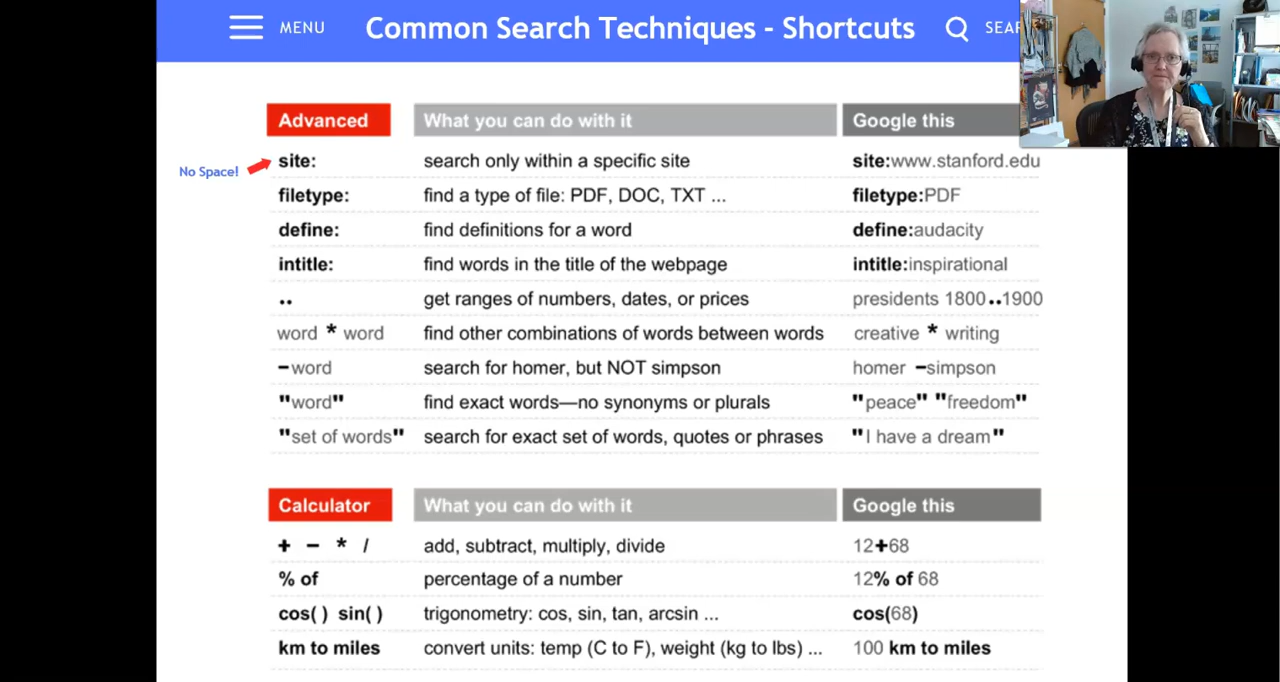 MENU Common Search Techniques - Shortcuts SEAR
Advanced What you can do with it Google this
No Space! site: search only within a specific site site:www.stanford.edu
filetype: find a type of file: PDF, DOC, TXT ... filetype:PDF
define: find definitions for a word define:audacity
intitle: find words in the title of the webpage intitle:inspirational
.. get ranges of numbers, dates, or prices presidents 1800..1900
word * word find other combinations of words between words creative * writing
-word search for homer, but NOT simpson homer -simpson
"word" find exact words—no synonyms or plurals "peace" "freedom"
"set of words" search for exact set of words, quotes or phrases "I have a dream"
Calculator What you can do with it Google this
+ - * / add, subtract, multiply, divide 12+68
% of percentage of a number 12% of 68
cos( ) sin( ) trigonometry: cos, sin, tan, arcsin ... cos(68)
km to miles convert units: temp (C to F), weight (kg to lbs) ... 100 km to miles